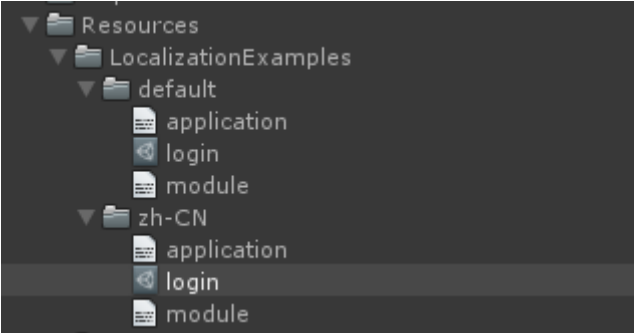 Resources
LocalizationExamples
default
application
login
module
zh-CN
application
login
module